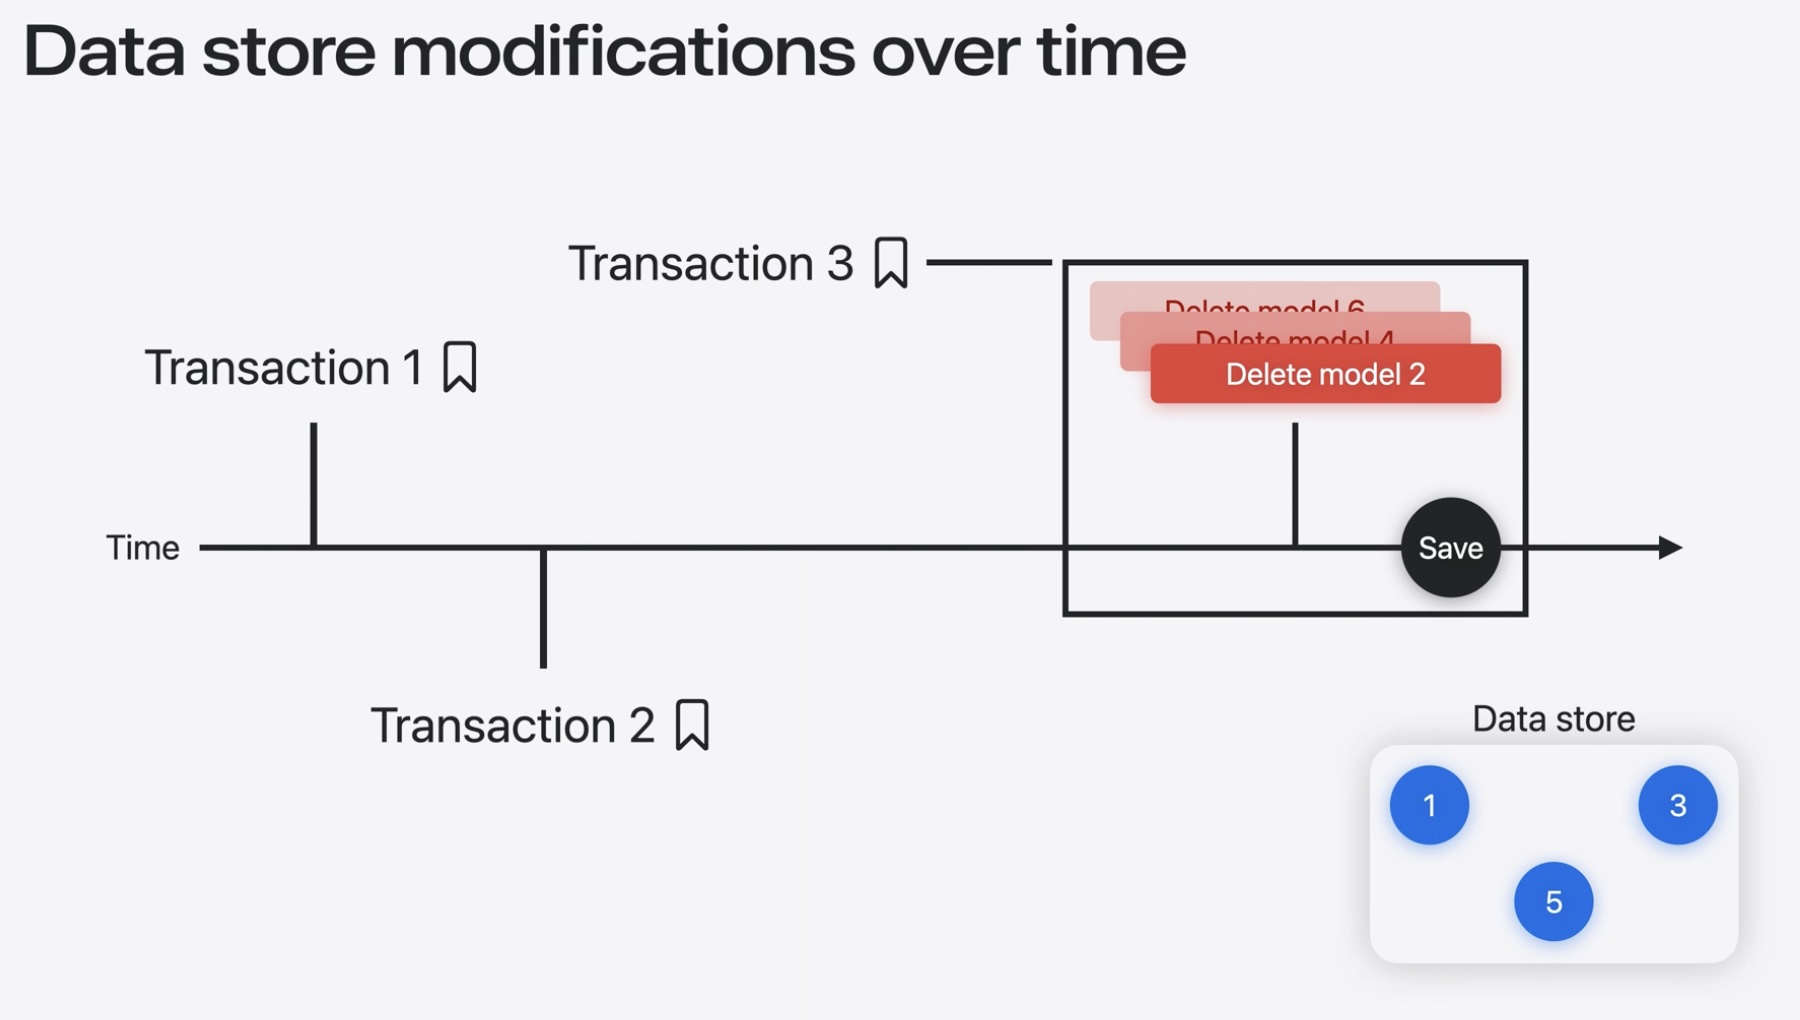 Data store modifications over time
Transaction 3
Delete model 6
Delete model 4
Delete model 2
Transaction 1
Time
Save
Transaction 2
Data store
1
3
5